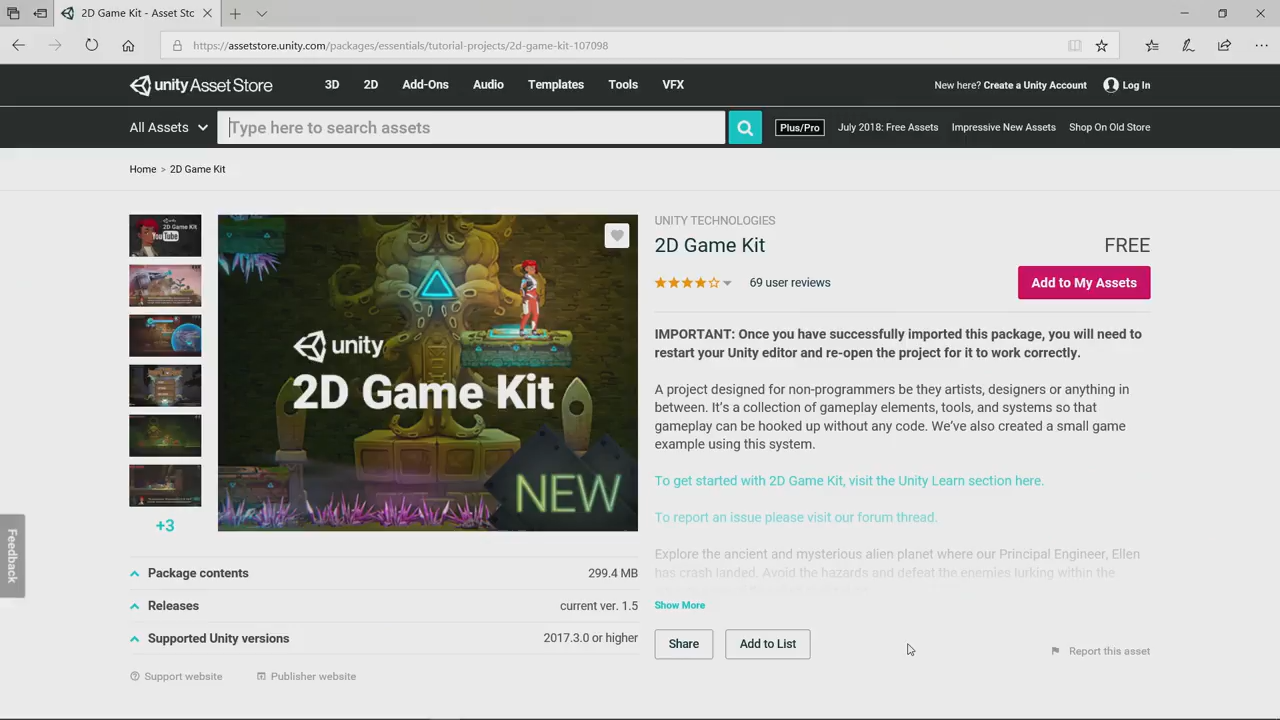 2D Game Kit - Asset Stc
https://assetstore.unity.com/packages/essentials/tutorial-projects/2d-game-kit-107098
unity Asset Store
3D
2D
Add-Ons
Audio
Templates
Tools
VFX
New here? Create a Unity Account
Log In
All Assets
Type here to search assets
Plus/Pro
July 2018: Free Assets
Impressive New Assets
Shop On Old Store
Home > 2D Game Kit
unity
2D Game Kit
YouTube
unity
2D Game Kit
NEW
+3
UNITY TECHNOLOGIES
2D Game Kit
FREE
69 user reviews
Add to My Assets
IMPORTANT: Once you have successfully imported this package, you will need to
restart your Unity editor and re-open the project for it to work correctly.
A project designed for non-programmers be they artists, designers or anything in
between. It's a collection of gameplay elements, tools, and systems so that
gameplay can be hooked up without any code. We've also created a small game
example using this system.
To get started with 2D Game Kit, visit the Unity Learn section here.
To report an issue please visit our forum thread.
Explore the ancient and mysterious alien planet where our Principal Engineer, Ellen
has crash landed. Avoid the hazards and defeat the enemies lurking within the
Show More
Share
Add to List
Report this asset
Feedback
Package contents
299.4 MB
Releases
current ver. 1.5
Supported Unity versions
2017.3.0 or higher
Support website
Publisher website